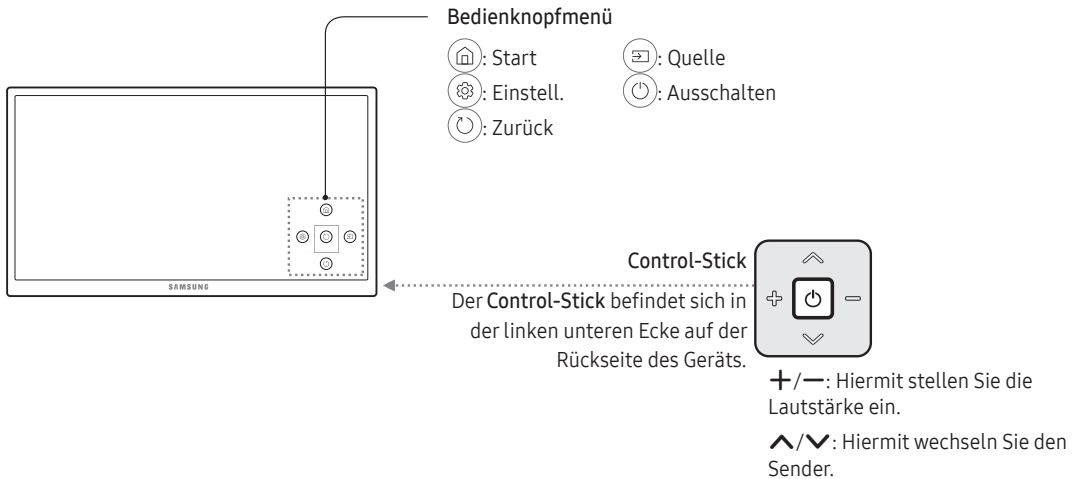 Bedienknopfmenü
: Start
: Quelle
: Einstell.
: Ausschalten
: Zurück
SAMSUNG
Control-Stick
Der Control-Stick befindet sich in
der linken unteren Ecke auf der
Rückseite des Geräts.
+/−: Hiermit stellen Sie die
Lautstärke ein.
∧/∨: Hiermit wechseln Sie den
Sender.